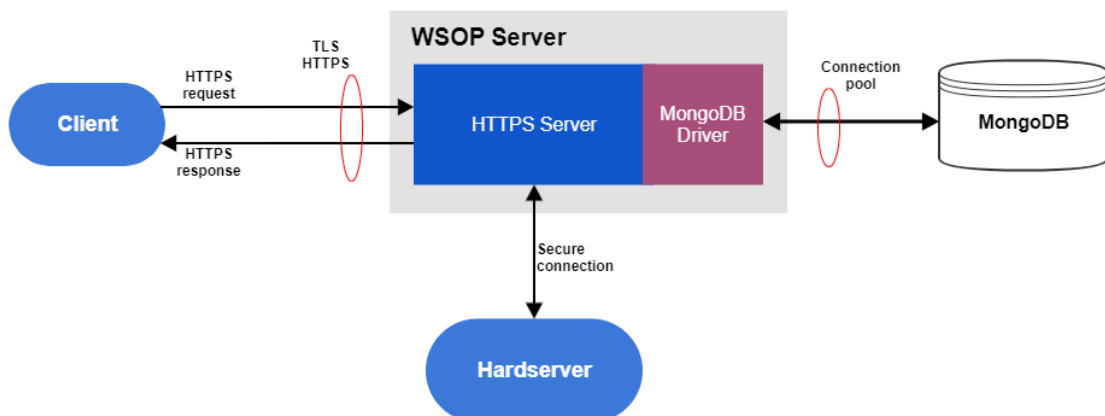 WSOP Server
TLS
HTTPS
HTTPS
request
Client
HTTPS
response
HTTPS Server
MongoDB
Driver
Connection
pool
MongoDB
Secure
connection
Hardserver